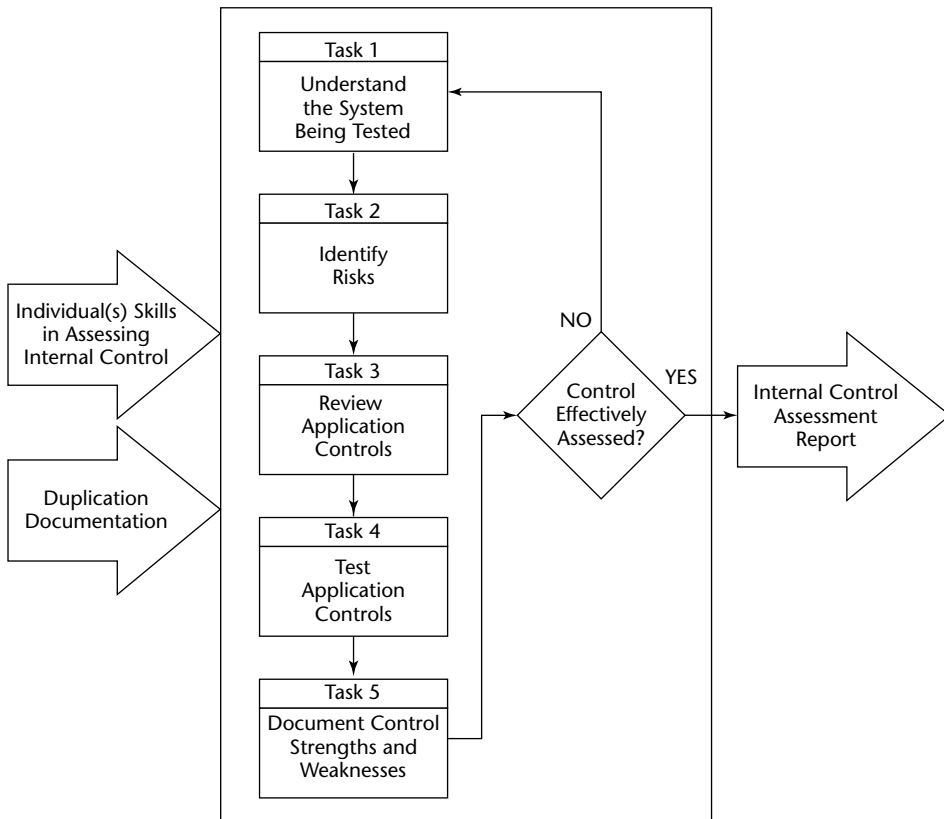 Task 1
Understand
the System
Being Tested
Task 2
Identify
Risks
Individual(s) Skills
in Assessing
Internal Control
NO
Task 3
Review
Application
Controls
Control
Effectively
Assessed?
YES
Internal Control
Assessment
Report
Duplication
Documentation
Task 4
Test
Application
Controls
Task 5
Document Control
Strengths and
Weaknesses